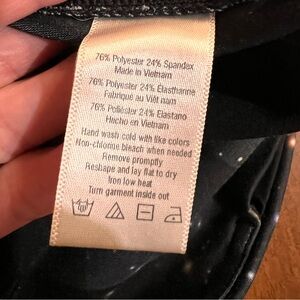 76% Polyester 24% Spandex
Made in Vietnam
76% Polyester 24% Élasthanne
Fabriqué au Việt nam
76% Poliéster 24% Elastano
Hecho en Vietnam
Hand wash cold with like colors
Non-chlorine bleach when needed
Remove promptly
Reshape and lay flat to dry
Iron low heat
Turn garment inside out